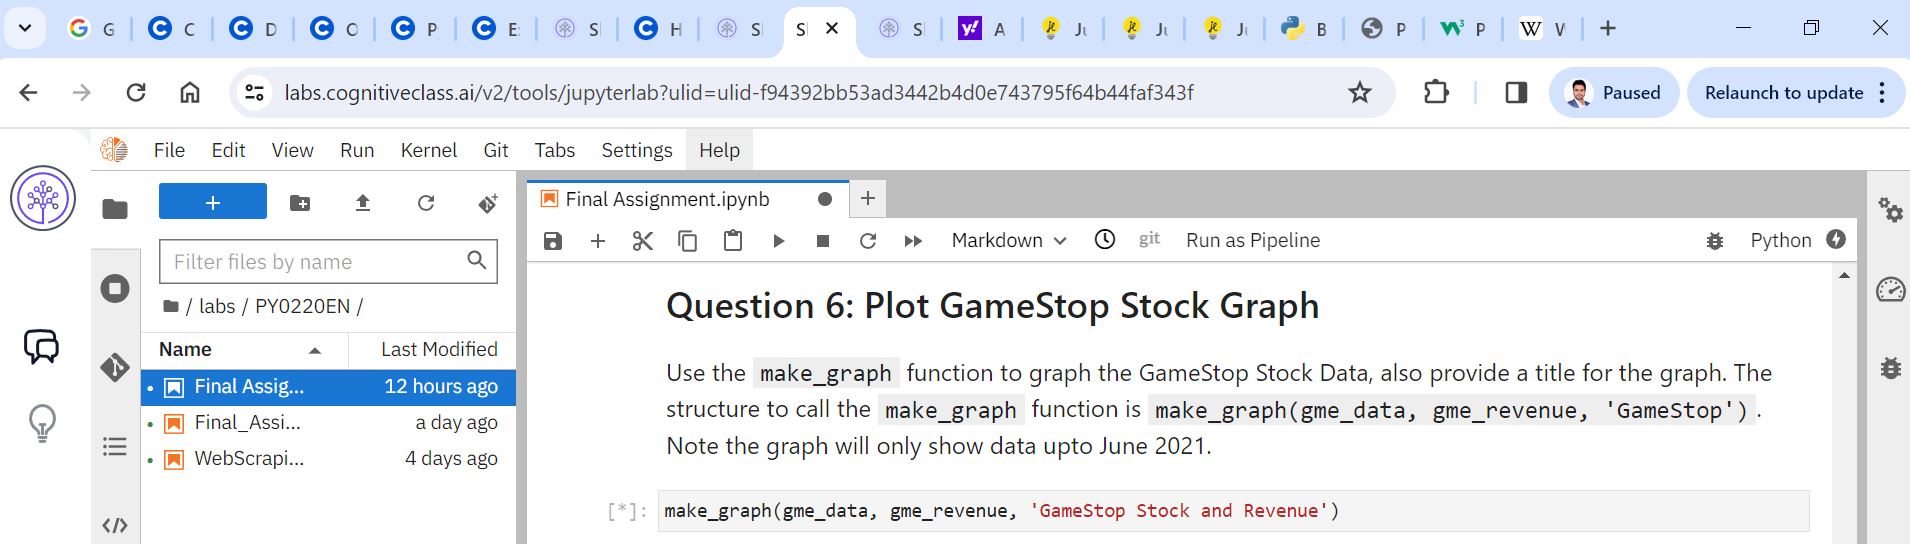 G
C
D
C
P
E
S
H
S
S
S
A
Ju
Ju
Ju
B
P
P
W
labs.cognitiveclass.ai/v2/tools/jupyterlab?ulid=ulid-f94392bb53ad3442b4d0e743795f64b44faf343f
Paused
Relaunch to update
File Edit View Run Kernel Git Tabs Settings Help
Final Assignment.ipynb
Markdown
git
Run as Pipeline
Python
Filter files by name
/ labs / PY0220EN /
Name Last Modified
Final Assig... 12 hours ago
Final_Assi... a day ago
WebScrapi... 4 days ago
Question 6: Plot GameStop Stock Graph
Use the make_graph function to graph the GameStop Stock Data, also provide a title for the graph. The
structure to call the make_graph function is make_graph(gme_data, gme_revenue, 'GameStop').
Note the graph will only show data upto June 2021.
[*]: make_graph(gme_data, gme_revenue, 'GameStop Stock and Revenue')